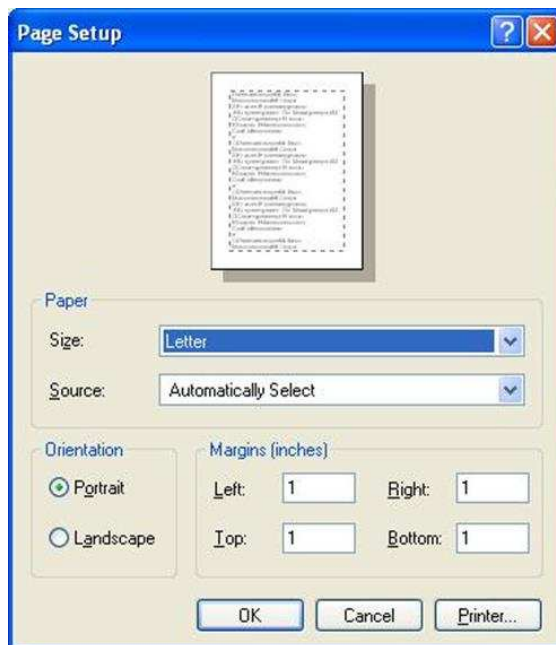 Page Setup
Paper
Size: Letter
Source: Automatically Select
Orientation
Portrait
Landscape
Margins (inches)
Left: 1 Right: 1
Top: 1 Bottom: 1
OK Cancel Printer...